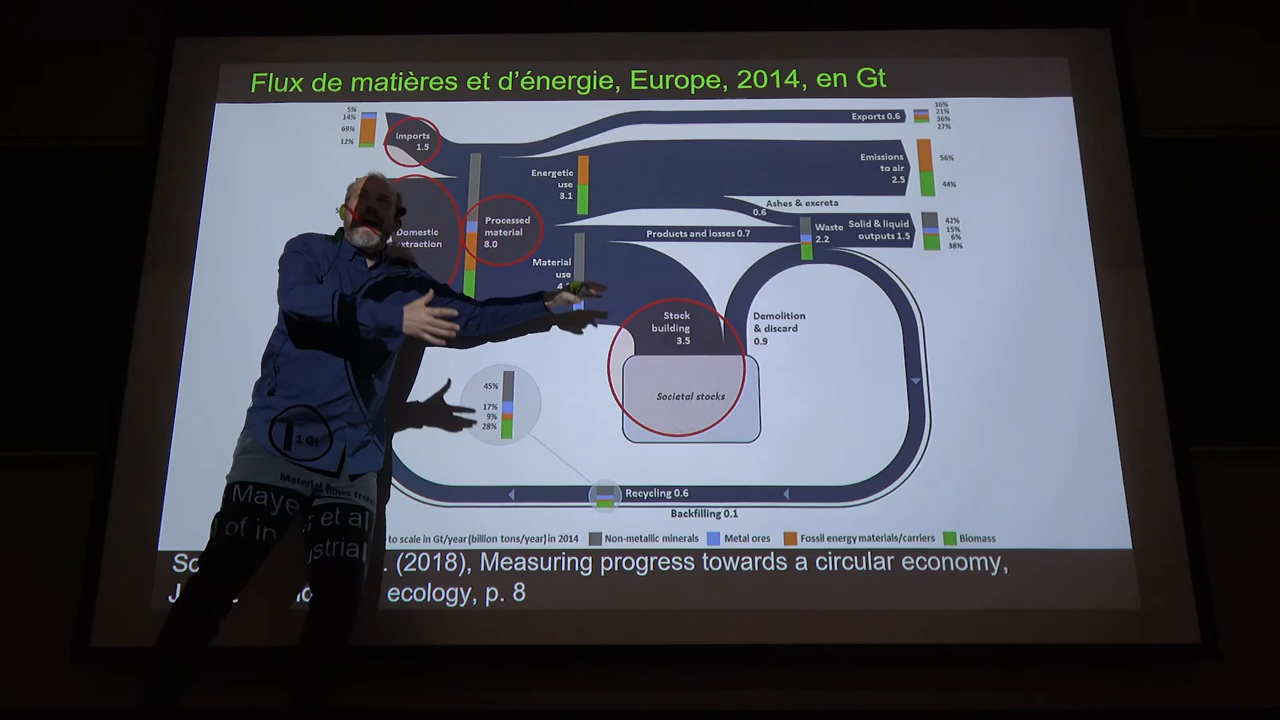 Flux de matières et d'énergie, Europe, 2014, en Gt
5%
14%
69%
12%
Imports
1.5
Exports 0.6
16%
21%
36%
27%
Energetic
use
3.1
Emissions
to air
2.5
56%
44%
Ashes & excreta
0.6
Domestic
extraction
Processed
material
8.0
Products and losses 0.7
Waste
2.2
Solid & liquid
outputs 1.5
42%
15%
6%
38%
Material
use
Stock
building
3.5
Demolition
& discard
0.9
Societal stocks
45%
17%
9%
28%
1 Gt
Material flows
Recycling 0.6
Backfilling 0.1
to scale in Gt/year(billion tons/year) in 2014
Non-metallic minerals
Metal ores
Fossil energy materials/carriers
Biomass
et al . (2018), Measuring progress towards a circular economy,
of ecology, p. 8